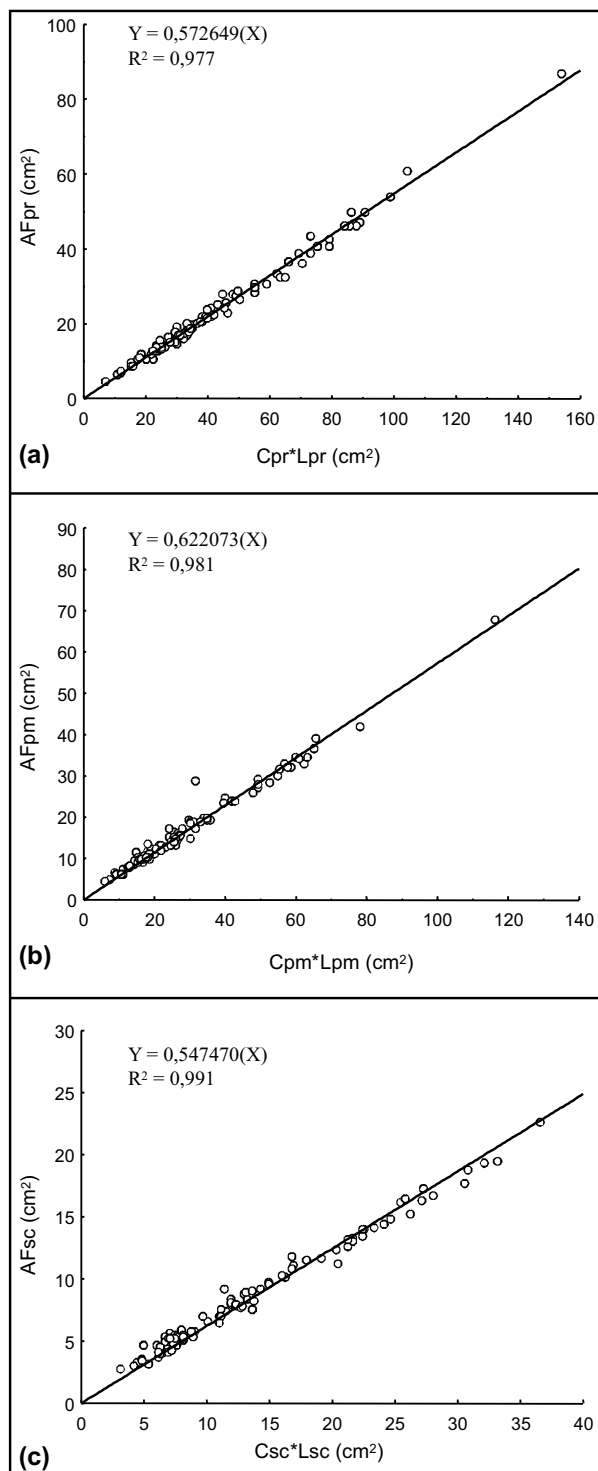 Y = 0,572649(X)
R² = 0,977
100
80
60
40
20
0
AFpr (cm²)
0 20 40 60 80 100 120 140 160
Cpr*Lpr (cm²)
(a)
Y = 0,622073(X)
R² = 0,981
90
80
70
60
50
40
30
20
10
0
AFpm (cm²)
0 20 40 60 80 100 120 140
Cpm*Lpm (cm²)
(b)
Y = 0,547470(X)
R² = 0,991
30
25
20
15
10
5
0
AFsc (cm²)
0 5 10 15 20 25 30 35 40
Csc*Lsc (cm²)
(c)